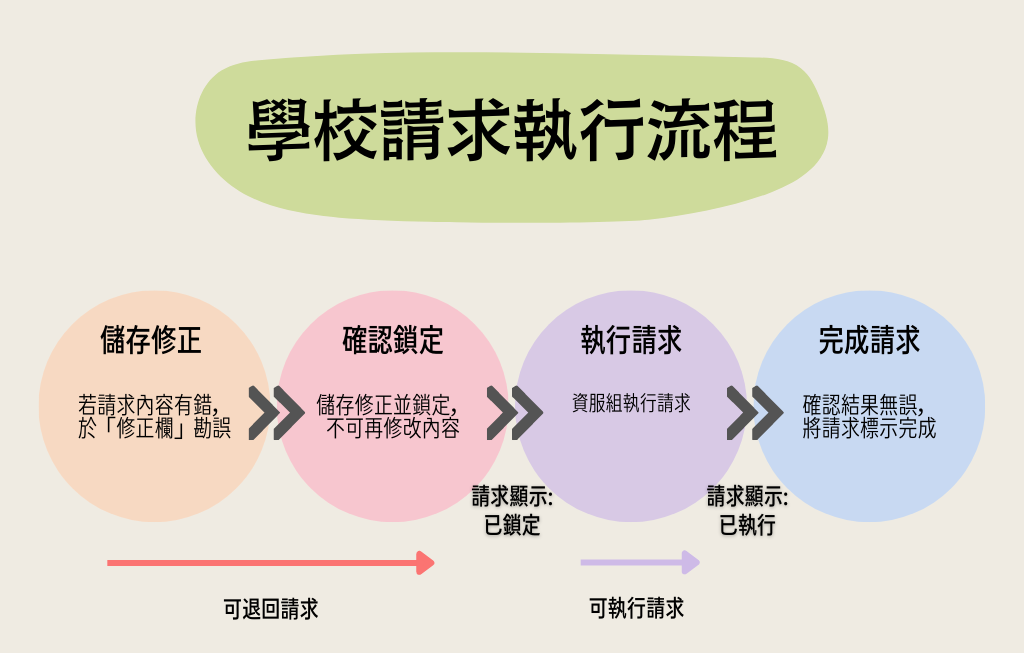 學校請求執行流程
儲存修正
若請求內容有錯，
於「修正欄」勘誤
確認鎖定
儲存修正並鎖定，
不可再修改內容
執行請求
資服組執行請求
完成請求
確認結果無誤，
將請求標示完成
請求顯示:
已鎖定
請求顯示:
已執行
可退回請求
可執行請求